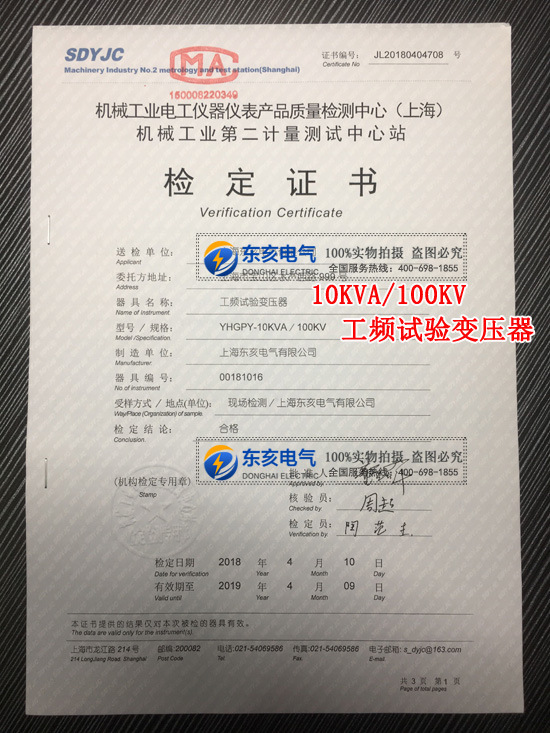 SDYJC
Machinery Industry No.2 metrology and test station(Shanghai)
MA
150008220349
证书编号: JL20180404708 号
Certificate No
机械工业电工仪器仪表产品质量检测中心（上海）
机械工业第二计量测试中心站
检定证书
Verification Certificate
送检单位:
Applicant
东亥电气
DONGHAI ELECTRIC
100%实物拍摄 盗图必究
全国服务热线: 400-698-1855
委托方地址:
Address
10KVA/100KV
工频试验变压器
器具名称: 工频试验变压器
Name of instrument
型号 / 规格: YHGPY-10KVA / 100KV
Model /Specification.
制造单位: 上海东亥电气有限公司
Manufacturer
器具编号: 00181016
No.of instrument
受样方式 / 地点(单位): 现场检测/上海东亥电气有限公司
Way/Place (Organization) of sample.
检定结论: 合格
Conclusion.
东亥电气
DONGHAI ELECTRIC
100%实物拍摄 盗图必究
全国服务热线: 400-698-1855
(机构检定专用章)
Stamp
批准人
Approved by
核验员: 周超
Checked by
检定员:
Verification by
检定日期 2018 年 4 月 10 日
Date for verification Year Month Day
有效期至 2019 年 4 月 09 日
Valid until Year Month Day
本证书提供的结果仅对本次被检的器具有效。
The data are valid only for the instrument(s).
上海市龙江路 214 号 邮编 200082 电话:021-54069586 传真:021-54069586 电子邮箱: s_dyjc@163.com
214 LongJiang Road. Shanghai Post Code Tel Fax E-mail
共 3 页 第 1 页
Page of total pages